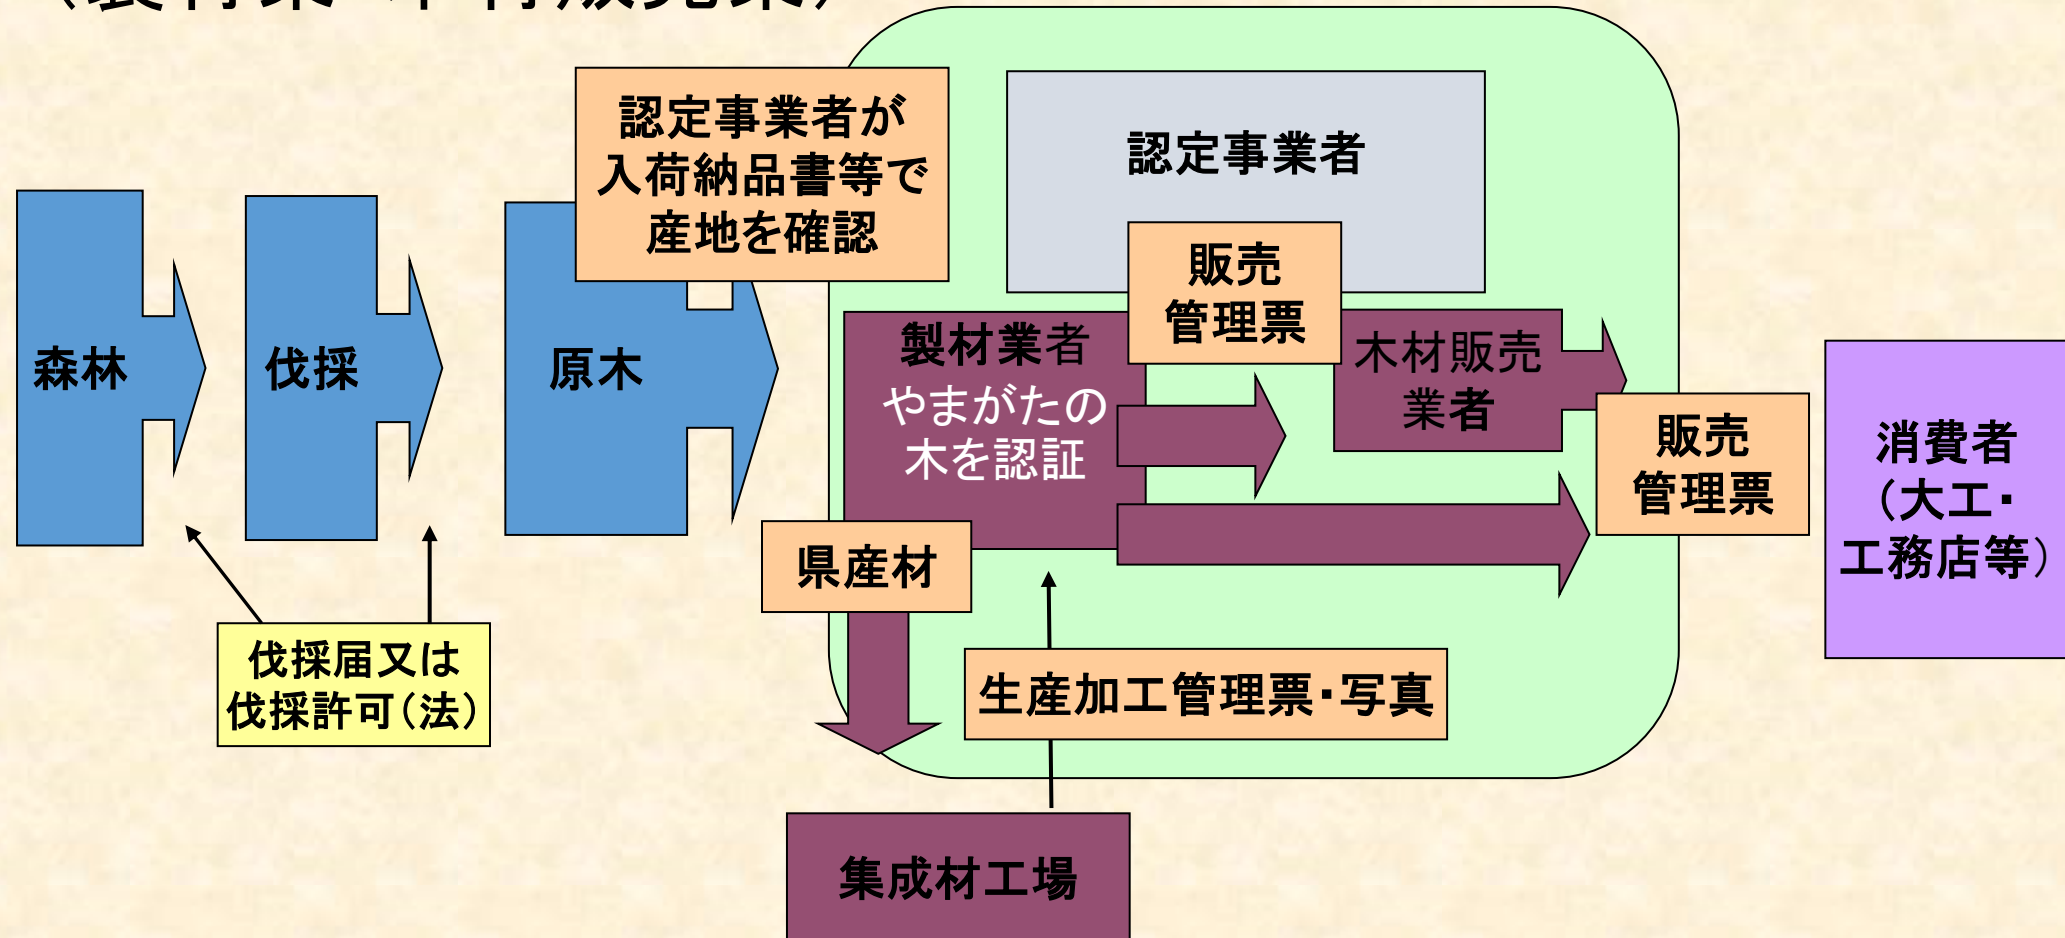 認定事業者が
入荷納品書等で
産地を確認
認定事業者
販売
管理票
森林
伐採
原木
製材業者
やまがたの
木を認証
木材販売
業者
販売
管理票
消費者
（大工・
工務店等）
県産材
伐採届又は
伐採許可（法）
生産加工管理票・写真
集成材工場